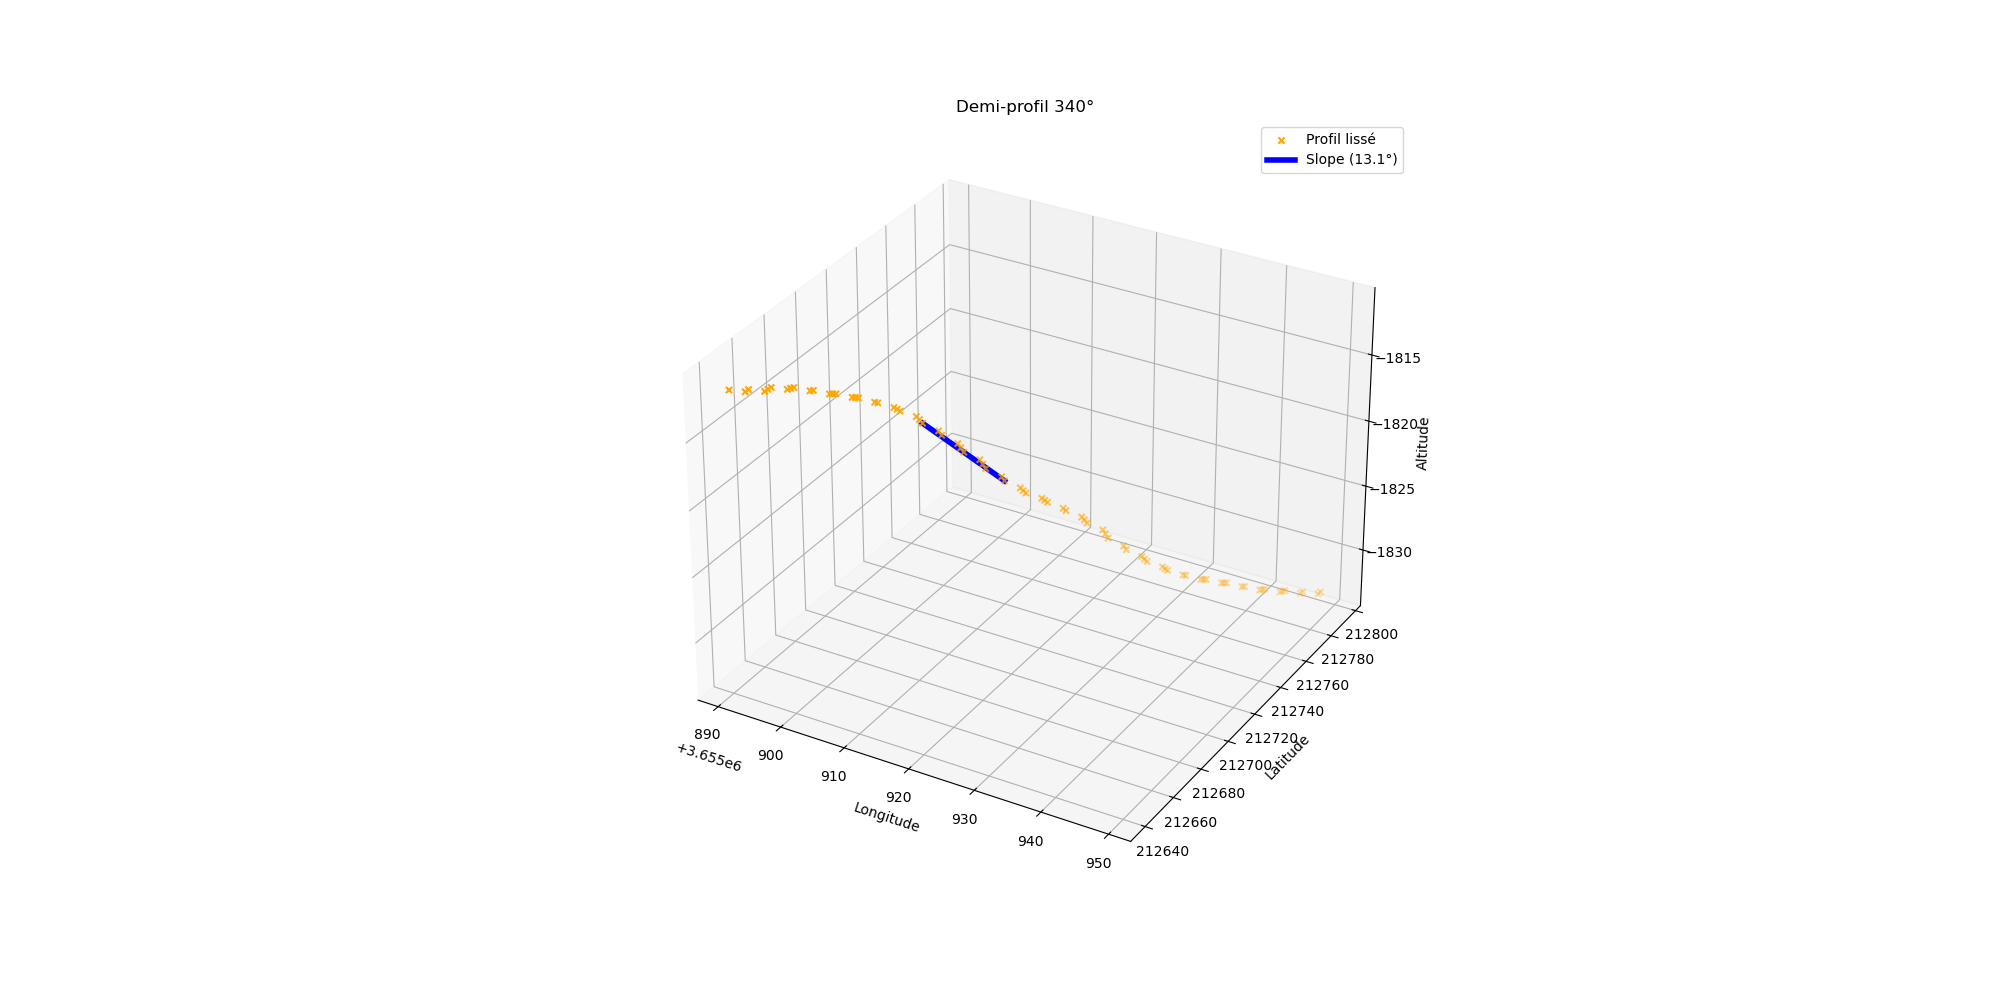 Demi-profil 340°
Profil lissé
Slope (13.1°)
−1815
−1820
−1825
−1830
Altitude
212800
212780
212760
212740
212720
212700
212680
212660
212640
Latitude
890
900
910
920
930
940
950
+3.655e6
Longitude